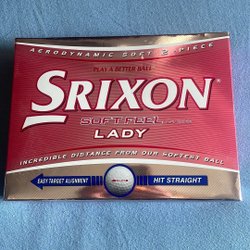 AERODYNAMIC SOFT 2-PIECE
PLAY A BETTER BALL
SRIXON
SOFT FEEL
LADY
INCREDIBLE DISTANCE FROM OUR SOFTEST BALL
EASY TARGET ALIGNMENT
HIT STRAIGHT